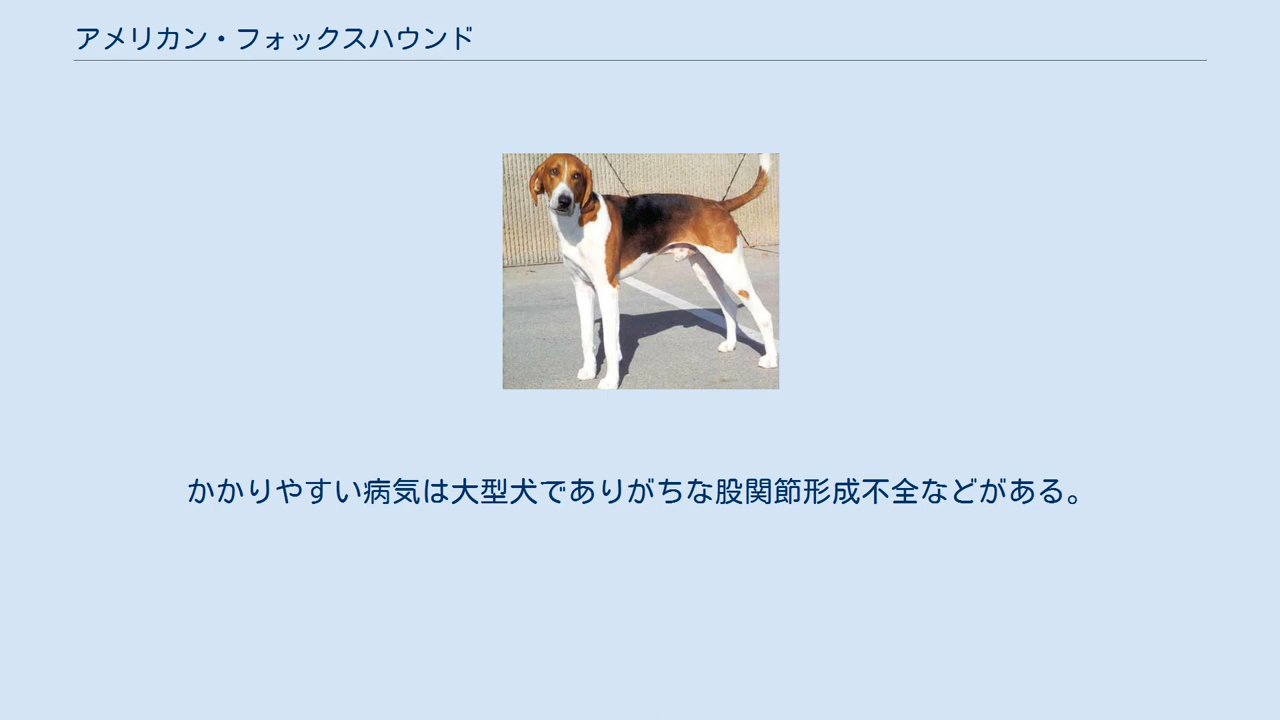 アメリカン・フォックスハウンド
かかりやすい病気は大型犬でありがちな股関節形成不全などがある。